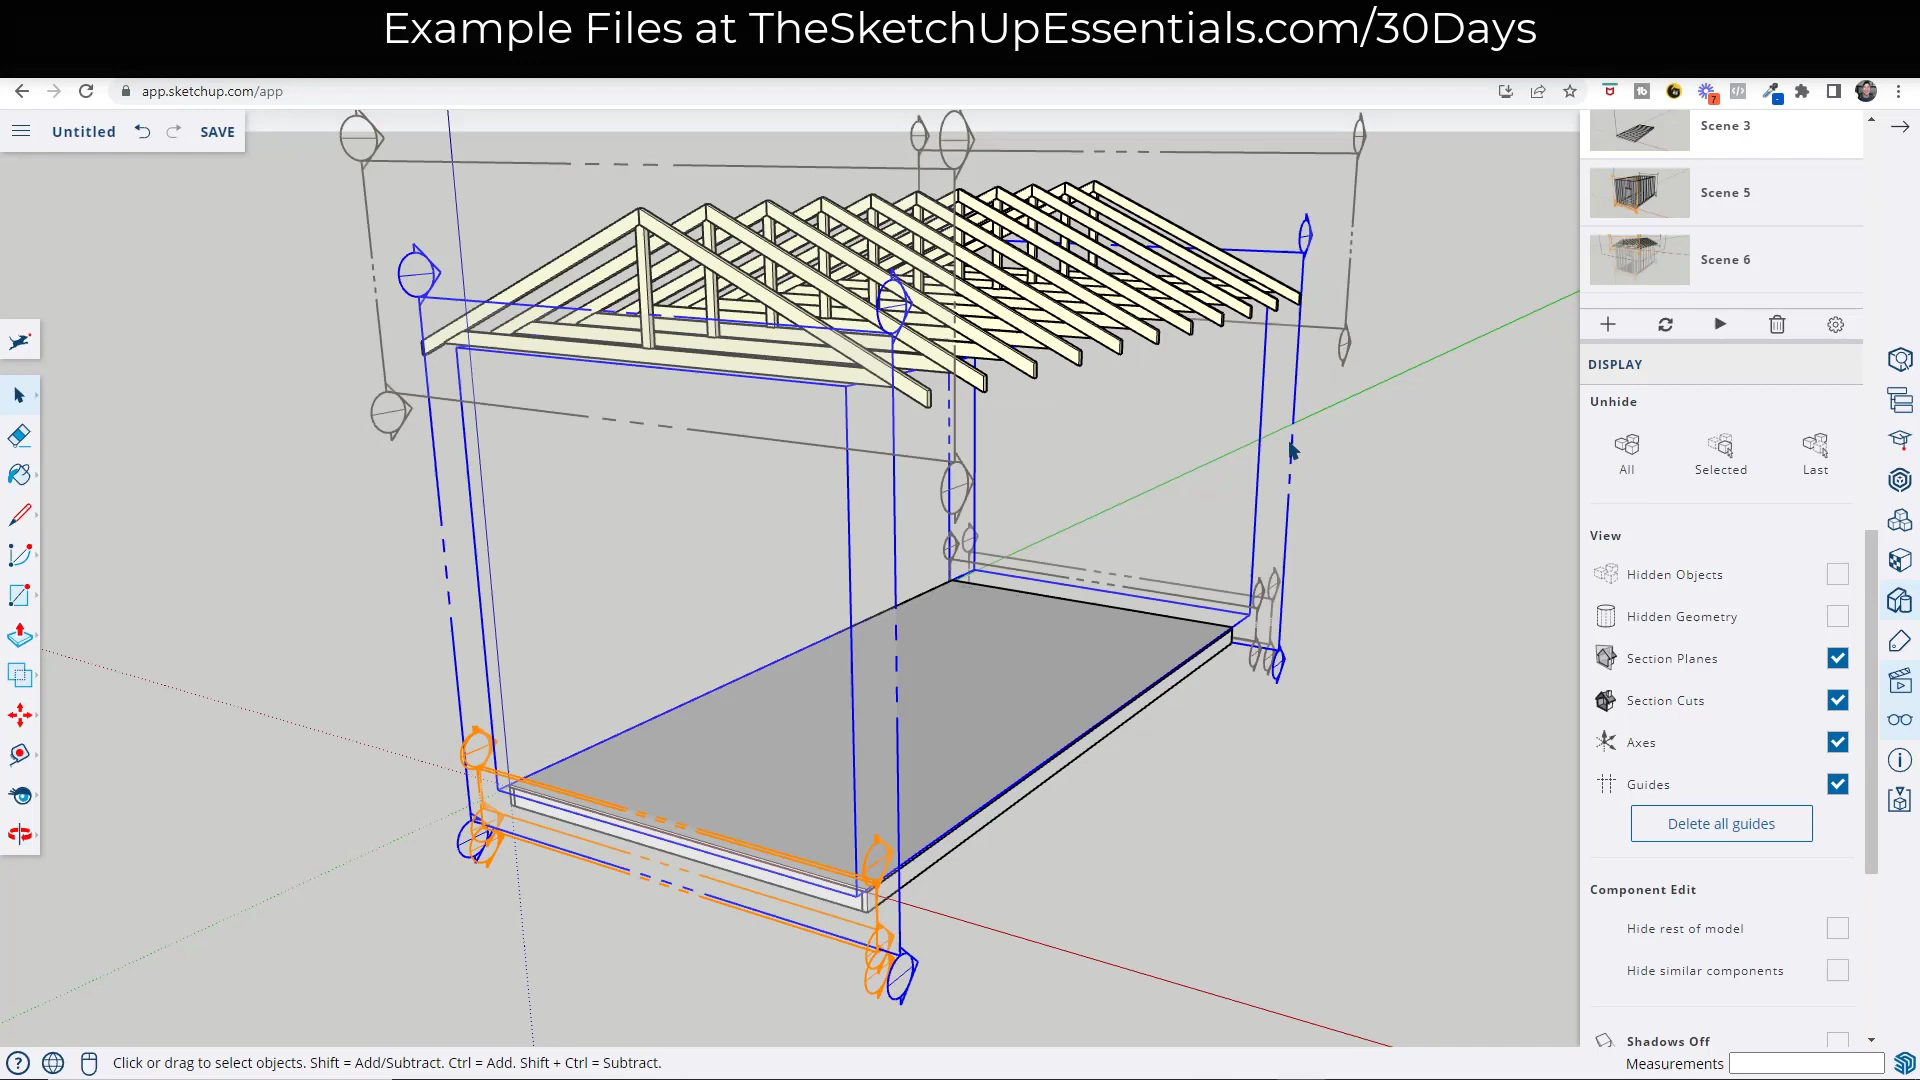 Example Files at TheSketchUpEssentials.com/30Days
app.sketchup.com/app
7
Untitled
SAVE
Scene 3
Scene 5
Scene 6
DISPLAY
Unhide
All
Selected
Last
View
Hidden Objects
Hidden Geometry
Section Planes
Section Cuts
Axes
Guides
Delete all guides
Component Edit
Hide rest of model
Hide similar components
Shadows Off
Click or drag to select objects. Shift = Add/Subtract. Ctrl = Add. Shift + Ctrl = Subtract.
Measurements